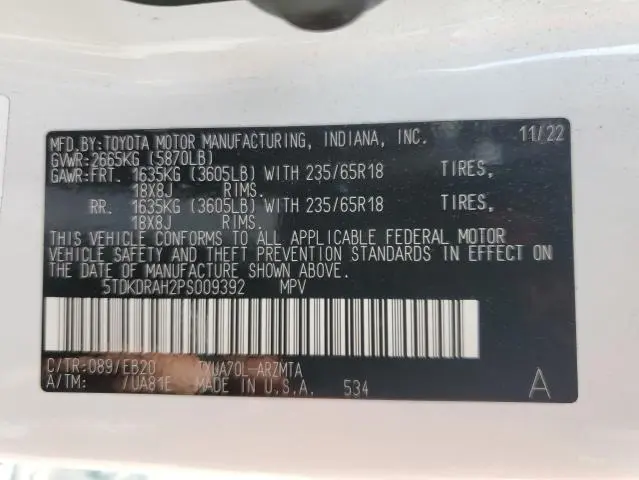 MFD.BY:TOYOTA MOTOR MANUFACTURING, INDIANA, INC. 11/22
GVWR:2665KG (5870LB)
GAWR:FRT. 1635KG (3605LB) WITH 235/65R18 TIRES,
18X8J RIMS.
RR. 1635KG (3605LB) WITH 235/65R18 TIRES,
18X8J RIMS.
THIS VEHICLE CONFORMS TO ALL APPLICABLE FEDERAL MOTOR
VEHICLE SAFETY AND THEFT PREVENTION STANDARDS IN EFFECT ON
THE DATE OF MANUFACTURE SHOWN ABOVE.
5TDKDRAH2PS009392 MPV
C/TR:089/EB20 TXUA70L-ARZMTA
A/TM: /UA81E MADE IN U.S.A. 534 A